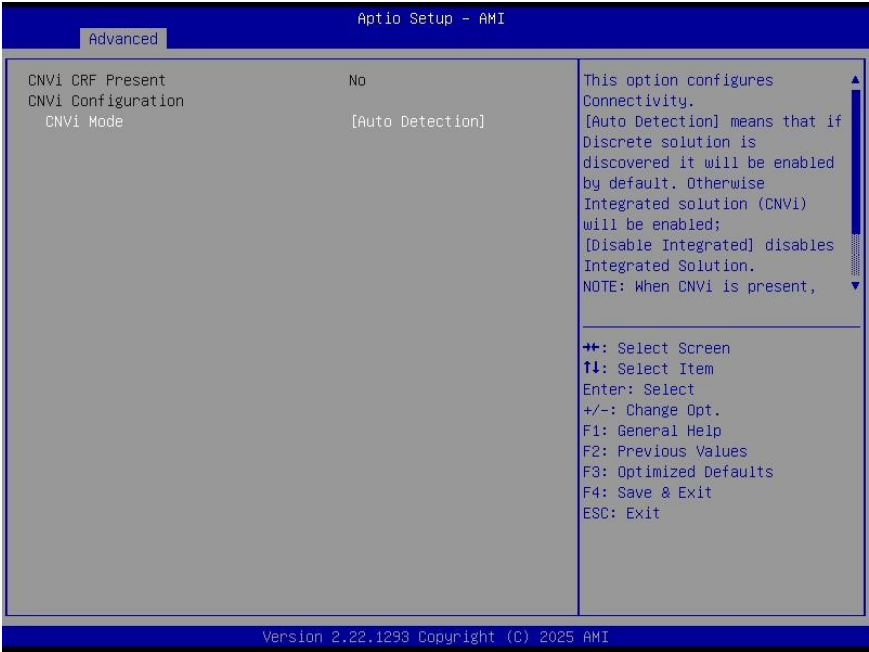 Aptio Setup – AMI
Advanced
CNVi CRF Present No
CNVi Configuration
CNVi Mode [Auto Detection]
This option configures
Connectivity.
[Auto Detection] means that if
Discrete solution is
discovered it will be enabled
by default. Otherwise
Integrated solution (CNVi)
will be enabled;
[Disable Integrated] disables
Integrated Solution.
NOTE: When CNVi is present,
→←: Select Screen
↑↓: Select Item
Enter: Select
+/-: Change Opt.
F1: General Help
F2: Previous Values
F3: Optimized Defaults
F4: Save & Exit
ESC: Exit
Version 2.22.1293 Copyright (C) 2025 AMI